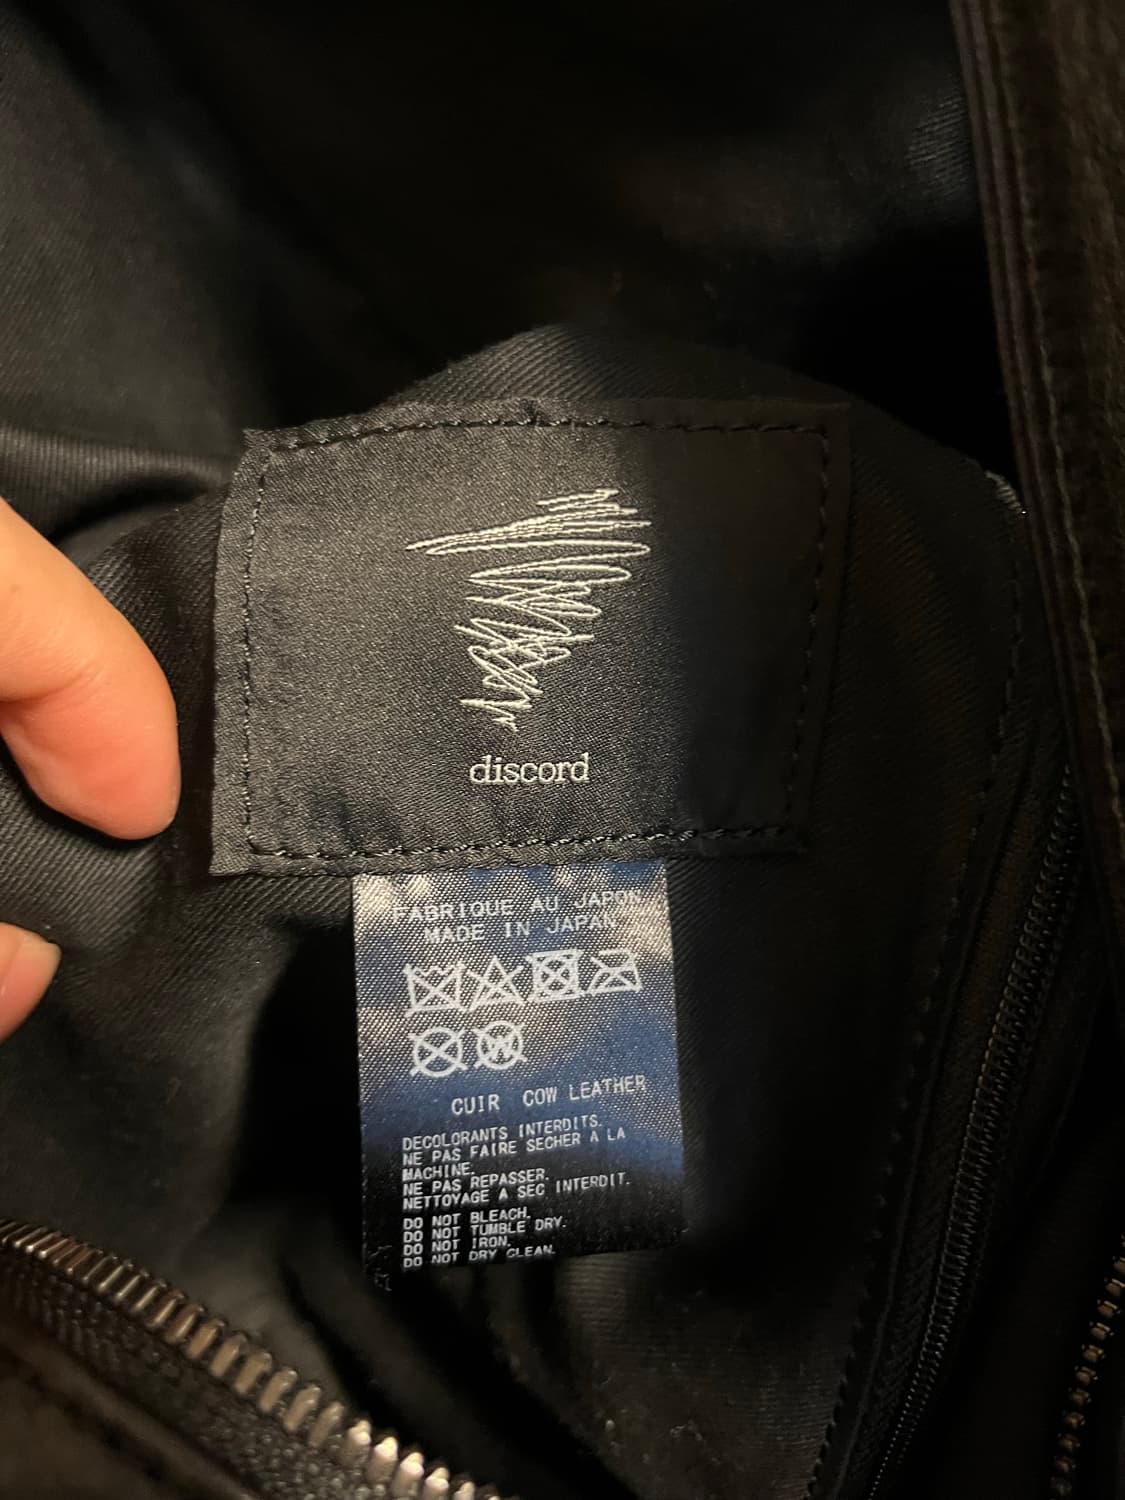 discord
FABRIQUE AU JAPON
MADE IN JAPAN
CUIR COW LEATHER
DECOLORANTS INTERDITS.
NE PAS FAIRE SECHER A LA
MACHINE.
NE PAS REPASSER.
NETTOYAGE A SEC INTERDIT.
DO NOT BLEACH.
DO NOT TUMBLE DRY.
DO NOT IRON.
DO NOT DRY CLEAN.